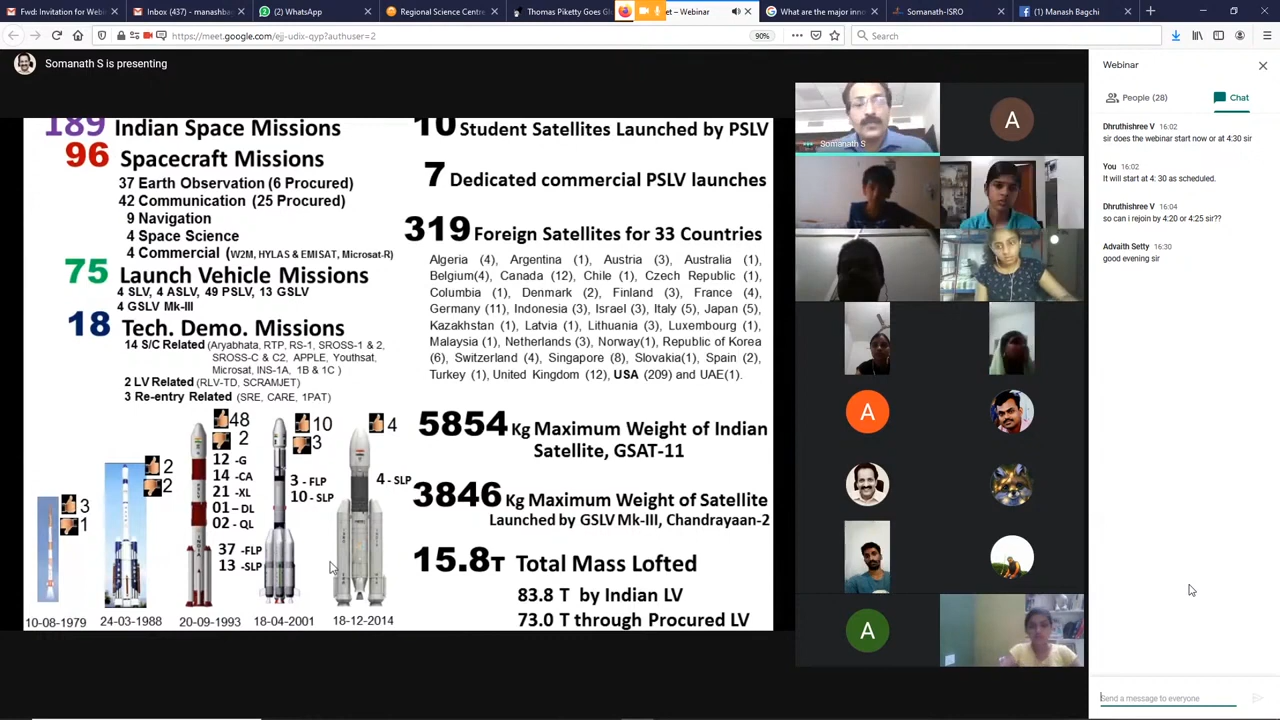 Fwd: Invitation for Webin
Inbox (437) - manashba
(2) WhatsApp
Regional Science Centre
Thomas Piketty Goes G
et – Webinar
What are the major inno
Somanath-ISRO
Manash Bagchi
https://meet.google.com/ejj-udix-qyp?authuser=2
90%
Search
Somanath S is presenting
189 Indian Space Missions
96 Spacecraft Missions
37 Earth Observation (6 Procured)
42 Communication (25 Procured)
9 Navigation
4 Space Science
4 Commercial (W2M, HYLAS & EMISAT, Microsat-R)
75 Launch Vehicle Missions
4 SLV, 4 ASLV, 49 PSLV, 13 GSLV
4 GSLV Mk-III
18 Tech. Demo. Missions
14 S/C Related (Aryabhata, RTP, RS-1, SROSS-1 & 2,
SROSS-C & C2, APPLE, Youthsat,
Microsat, INS-1A, 1B & 1C )
2 LV Related (RLV-TD, SCRAMJET)
3 Re-entry Related (SRE, CARE, 1PAT)
3
1
10-08-1979
2
2
24-03-1988
48
2
12 -G
14 -CA
21 -XL
01 – DL
02 -QL
37 -FLP
13 -SLP
20-09-1993
10
3
3 - FLP
10 - SLP
18-04-2001
4
4 - SLP
18-12-2014
10 Student Satellites Launched by PSLV
7 Dedicated commercial PSLV launches
319 Foreign Satellites for 33 Countries
Algeria (4), Argentina (1), Austria (3), Australia (1),
Belgium(4), Canada (12), Chile (1), Czech Republic (1),
Columbia (1), Denmark (2), Finland (3), France (4),
Germany (11), Indonesia (3), Israel (3), Italy (5), Japan (5),
Kazakhstan (1), Latvia (1), Lithuania (3), Luxembourg (1),
Malaysia (1), Netherlands (3), Norway(1), Republic of Korea
(6), Switzerland (4), Singapore (8), Slovakia(1), Spain (2),
Turkey (1), United Kingdom (12), USA (209) and UAE(1).
5854 Kg Maximum Weight of Indian
Satellite, GSAT-11
3846 Kg Maximum Weight of Satellite
Launched by GSLV Mk-III, Chandrayaan-2
15.8T Total Mass Lofted
83.8 T by Indian LV
73.0 T through Procured LV
Somanath S
A
A
A
Webinar
People (28)
Chat
Dhruthishree V 16:02
sir does the webinar start now or at 4:30 sir
You 16:02
It will start at 4: 30 as scheduled.
Dhruthishree V 16:04
so can i rejoin by 4:20 or 4:25 sir??
Advaith Setty 16:30
good evening sir
Send a message to everyone